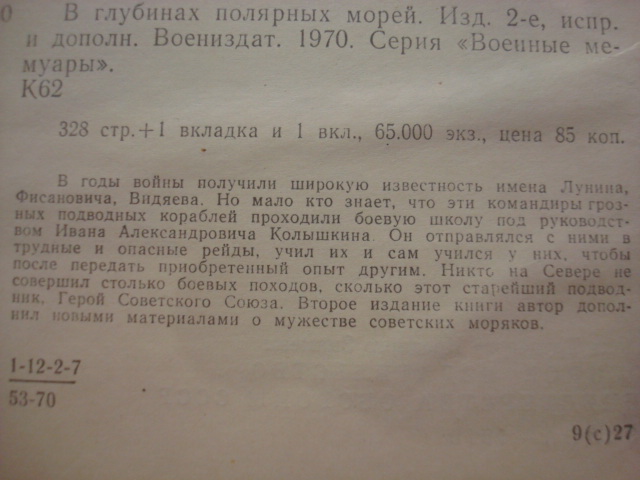 0 В глубинах полярных морей. Изд. 2-е, испр.
и дополн. Воениздат. 1970. Серия «Военные ме-
муары».
К62
328 стр.+1 вкладка и 1 вкл., 65.000 экз., цена 85 коп.
В годы войны получили широкую известность имена Лунина,
Фисановича, Видяева. Но мало кто знает, что эти командиры гроз-
ных подводных кораблей проходили боевую школу под руководст-
вом Ивана Александровича Колышкина. Он отправлялся с ними в
трудные и опасные рейды, учил их и сам учился у них, чтобы
после передать приобретенный опыт другим. Никто на Севере не
совершил столько боевых походов, сколько этот старейший подвод-
ник, Герой Советского Союза. Второе издание книги автор допол-
нил новыми материалами о мужестве советских моряков.
1-12-2-7
53-70
9(с)27